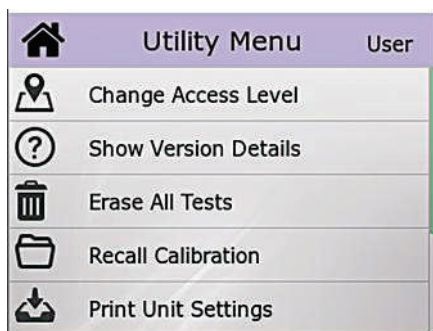 Utility Menu User
Change Access Level
? Show Version Details
Erase All Tests
Recall Calibration
Print Unit Settings